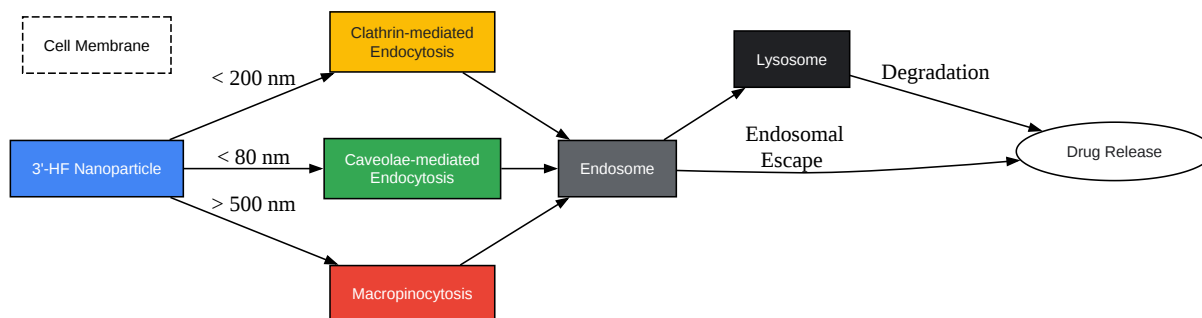 Cell Membrane
3'-HF Nanoparticle
< 200 nm
< 80 nm
> 500 nm
Clathrin-mediated
Endocytosis
Caveolae-mediated
Endocytosis
Macropinocytosis
Endosome
Lysosome
Degradation
Endosomal
Escape
Drug Release